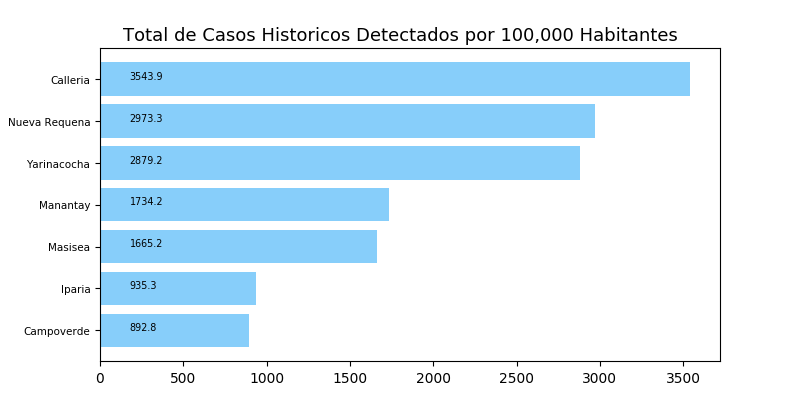 Total de Casos Historicos Detectados por 100,000 Habitantes
Calleria 3543.9
Nueva Requena 2973.3
Yarinacocha 2879.2
Manantay 1734.2
Masisea 1665.2
Iparia 935.3
Campoverde 892.8
0 500 1000 1500 2000 2500 3000 3500